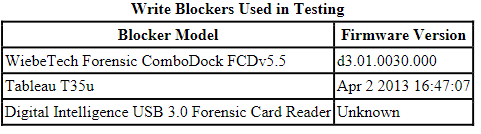 Write Blockers Used in Testing
Blocker Model Firmware Version
WiebeTech Forensic ComboDock FCDv5.5 d3.01.0030.000
Tableau T35u Apr 2 2013 16:47:07
Digital Intelligence USB 3.0 Forensic Card Reader Unknown